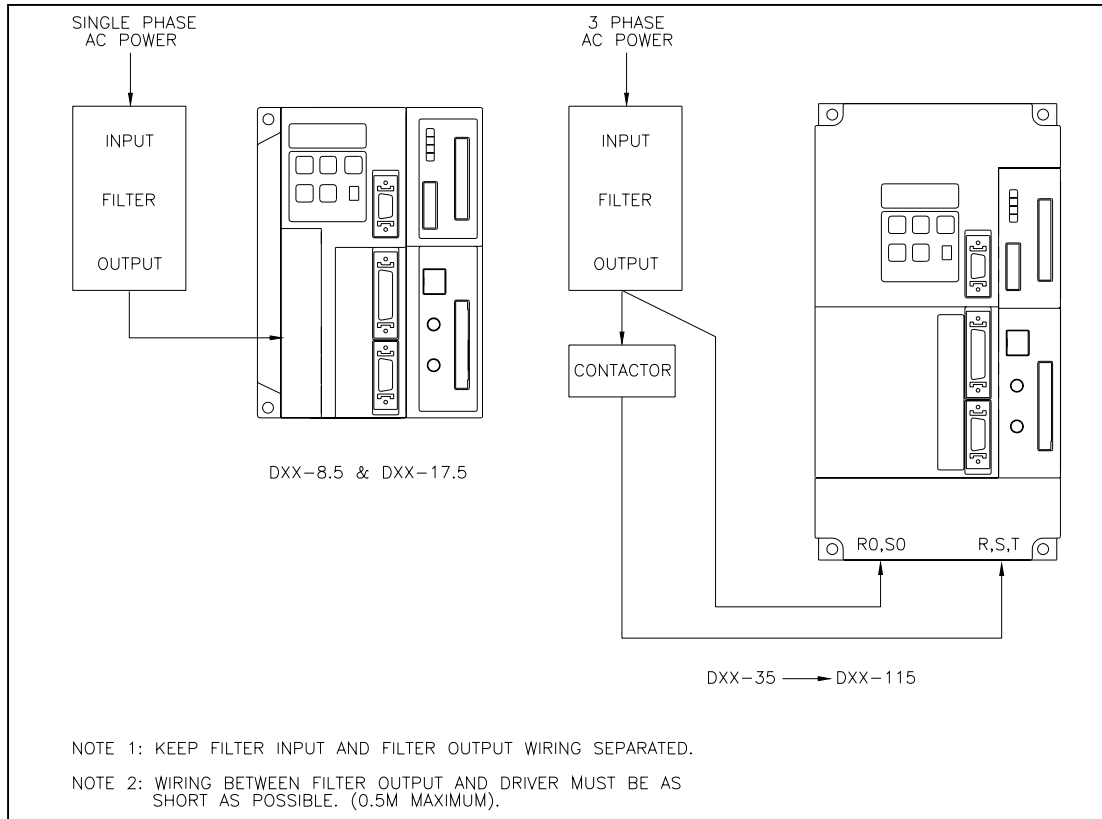 SINGLE PHASE
AC POWER
INPUT
FILTER
OUTPUT
DXX-8.5 & DXX-17.5
3 PHASE
AC POWER
INPUT
FILTER
OUTPUT
CONTACTOR
R0,S0
R,S,T
DXX-35 DXX-115
NOTE 1: KEEP FILTER INPUT AND FILTER OUTPUT WIRING SEPARATED.
NOTE 2: WIRING BETWEEN FILTER OUTPUT AND DRIVER MUST BE AS
SHORT AS POSSIBLE. (0.5M MAXIMUM).